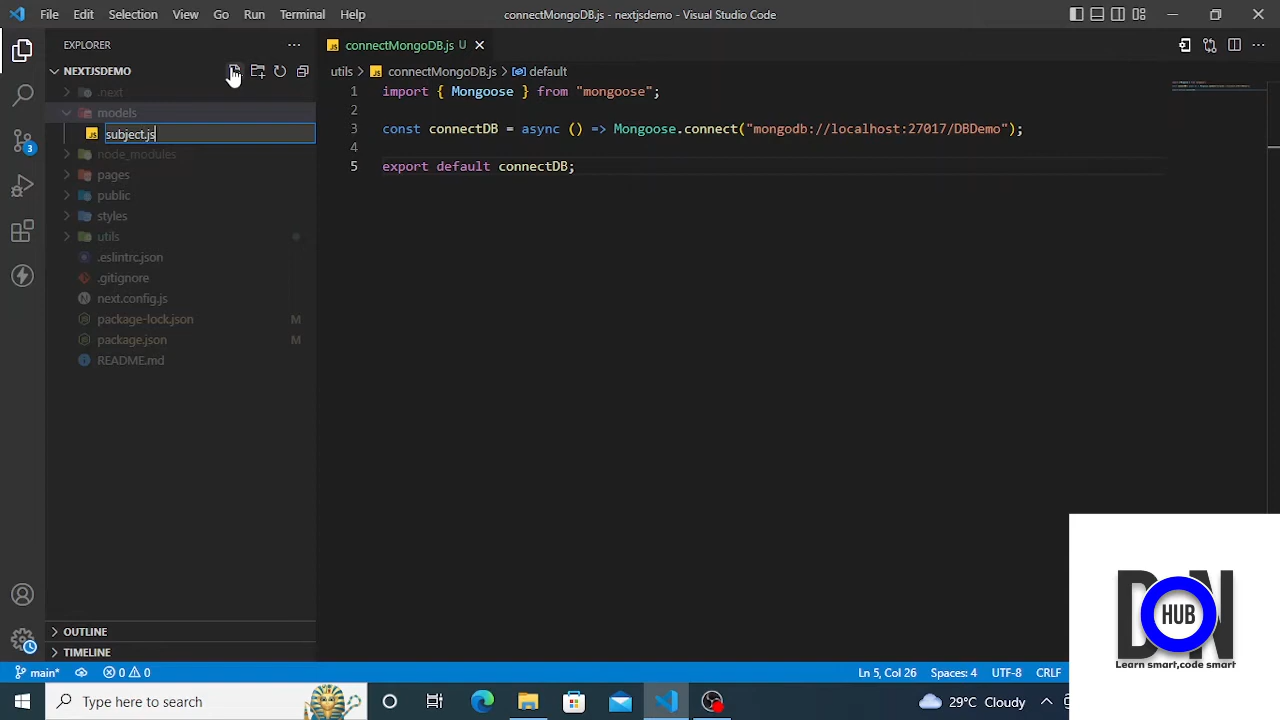 File Edit Selection View Go Run Terminal Help connectMongoDB.js - nextjsdemo - Visual Studio Code
EXPLORER
connectMongoDB.js U
NEXTJSDEMO
utils > connectMongoDB.js > default
.next
models
subject.js
node_modules
pages
public
styles
utils
.eslintrc.json
.gitignore
next.config.js
package-lock.json M
package.json M
README.md
1 import { Mongoose } from "mongoose";
2
3 const connectDB = async () => Mongoose.connect("mongodb://localhost:27017/DBDemo");
4
5 export default connectDB;
3
OUTLINE
TIMELINE
DON
HUB
Learn smart,code smart
main* 0 0 Ln 5, Col 26 Spaces: 4 UTF-8 CRLF
Type here to search 29°C Cloudy